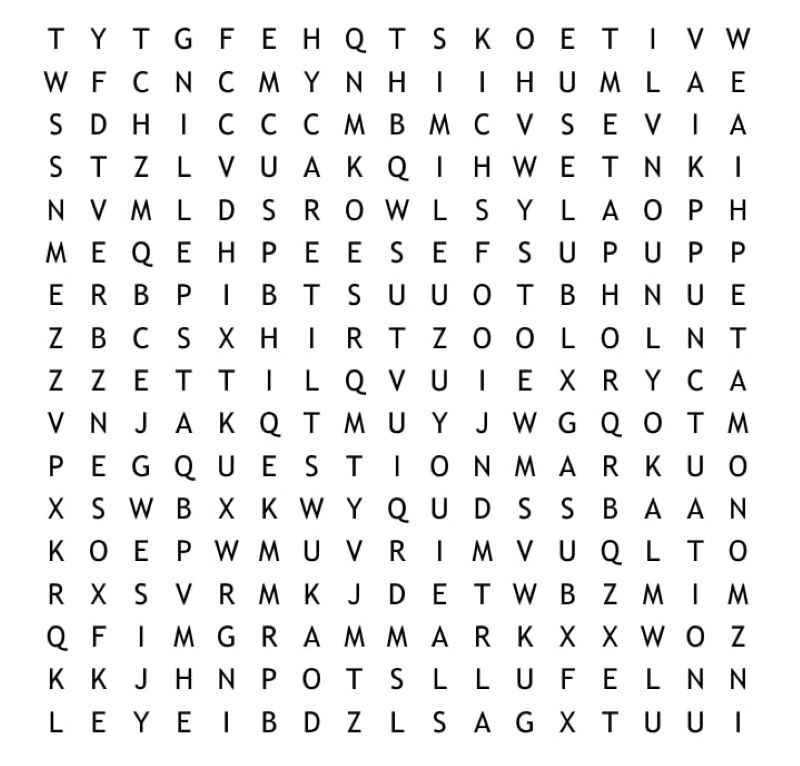 T Y T G F E H Q T S K O E T I V W
W F C N C M Y N H I I H U M L A E
S D H I C C C M B M C V S E V I A
S T Z L V U A K Q I H W E T N K I
N V M L D S R O W L S Y L A O P H
M E Q E H P E E S E F S U P U P P
E R B P I B T S U U O T B H N U E
Z B C S X H I R T Z O O L O L N T
Z Z E T T I L Q V U I E X R Y C A
V N J A K Q T M U Y J W G Q O T M
P E G Q U E S T I O N M A R K U O
X S W B X K W Y Q U D S S B A A N
K O E P W M U V R I M V U Q L T O
R X S V R M K J D E T W B Z M I M
Q F I M G R A M M A R K X X W O Z
K K J H N P O T S L L U F E L N N
L E Y E I B D Z L S A G X T U U I